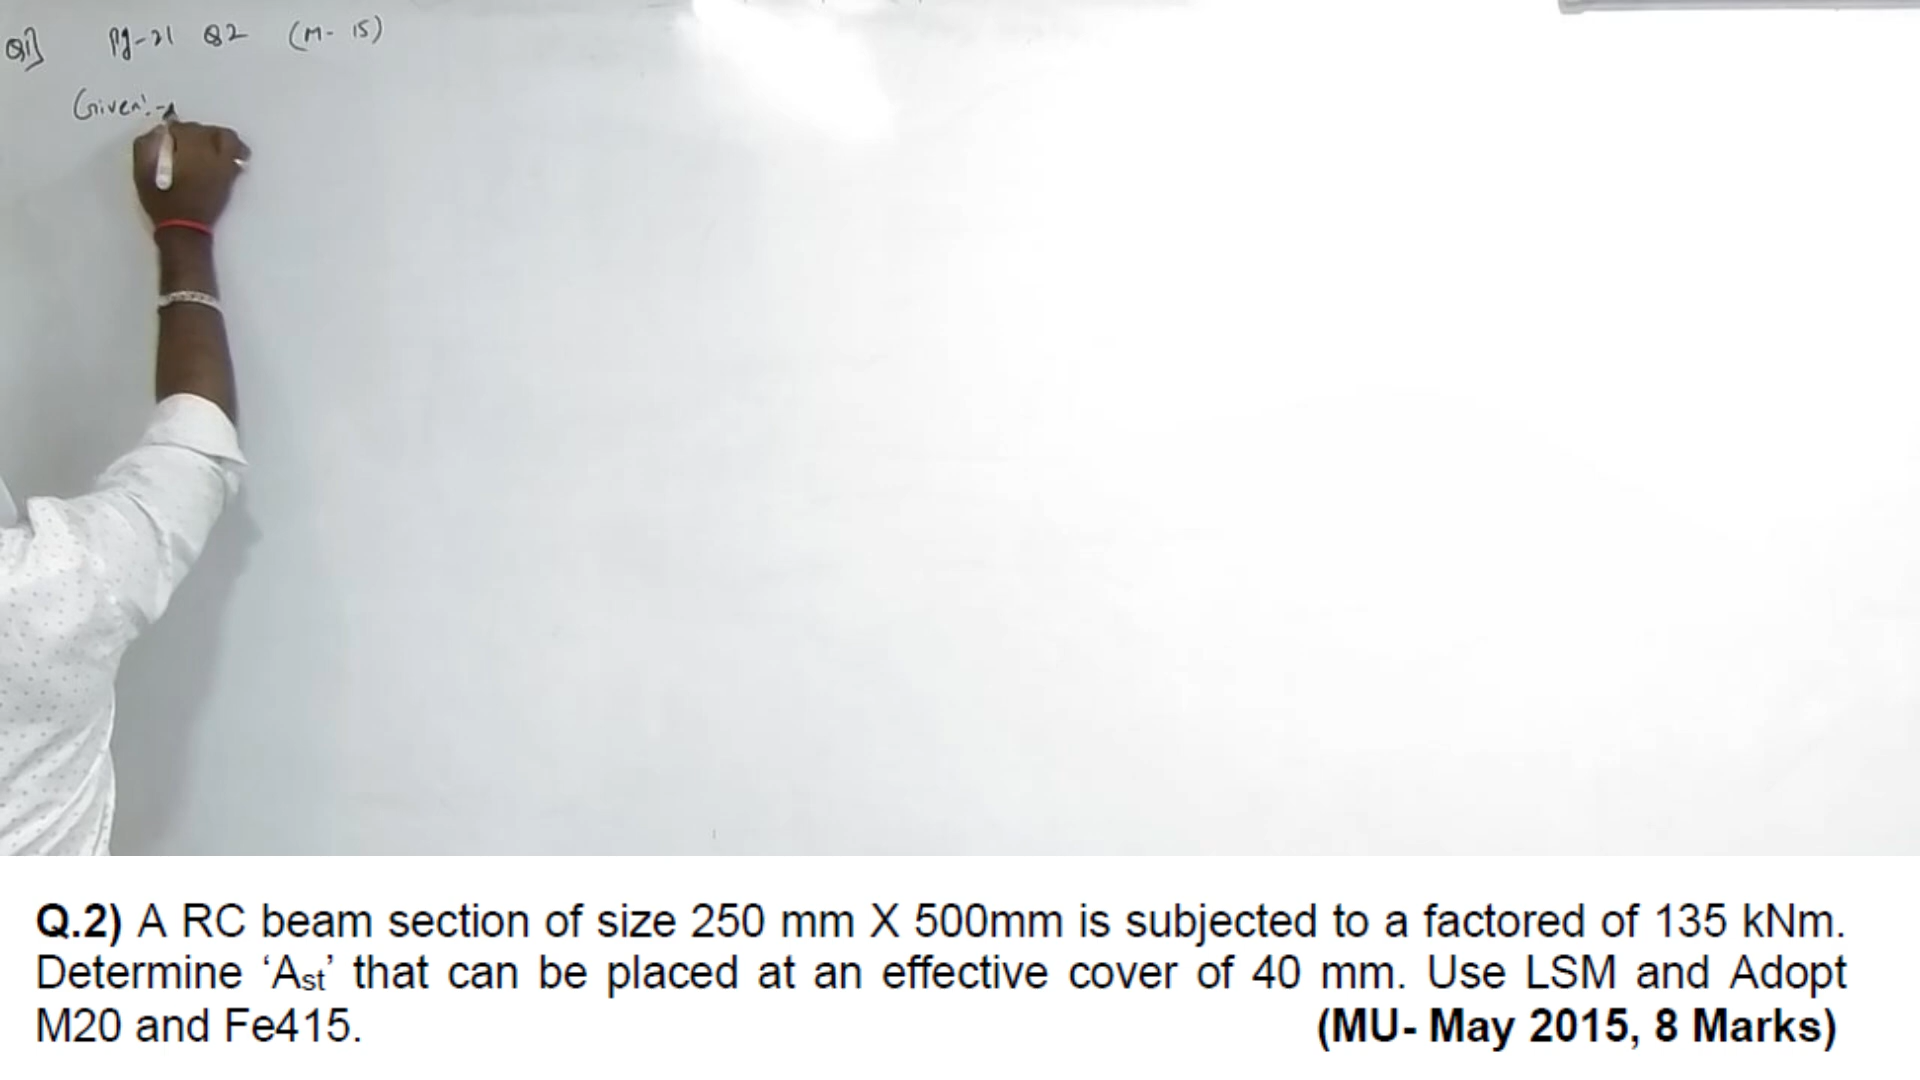 Q1] Pg-21 Q2 (M-15)
Given:-
Q.2) A RC beam section of size 250 mm X 500mm is subjected to a factored of 135 kNm.
Determine ‘Ast’ that can be placed at an effective cover of 40 mm. Use LSM and Adopt
M20 and Fe415.
(MU- May 2015, 8 Marks)